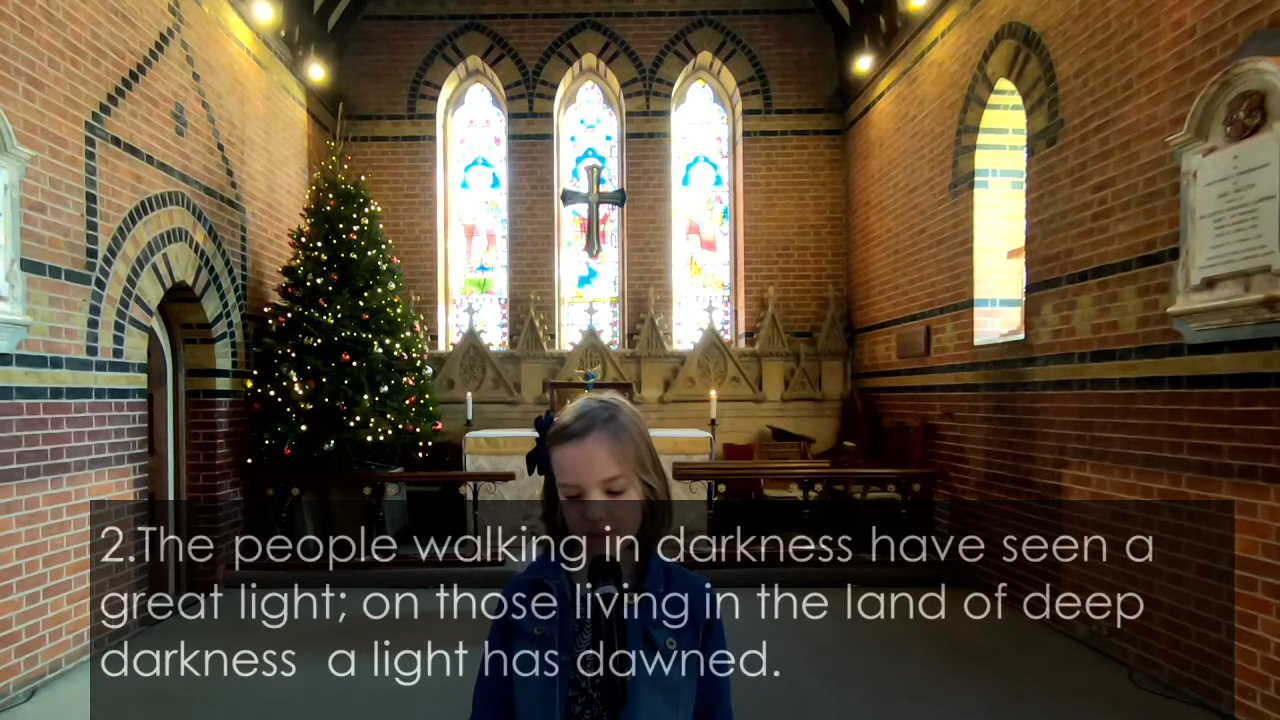 2.The people walking in darkness have seen a
great light; on those living in the land of deep
darkness  a light has dawned.